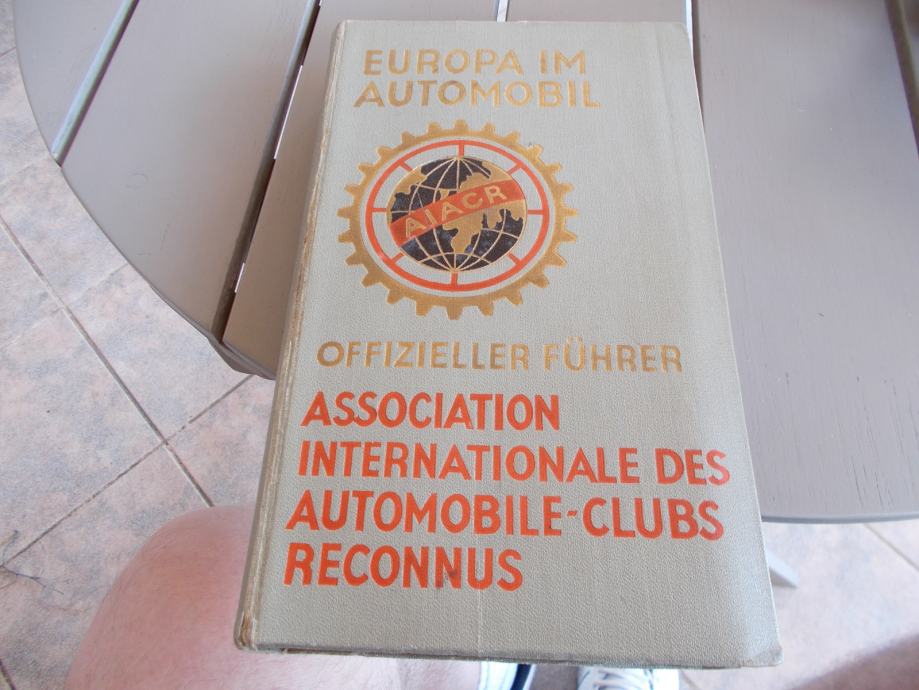 EUROPA IM
AUTOMOBIL
AIACR
OFFIZIELLER FÜHRER
ASSOCIATION
INTERNATIONALE DES
AUTOMOBILE-CLUBS
RECONNUS